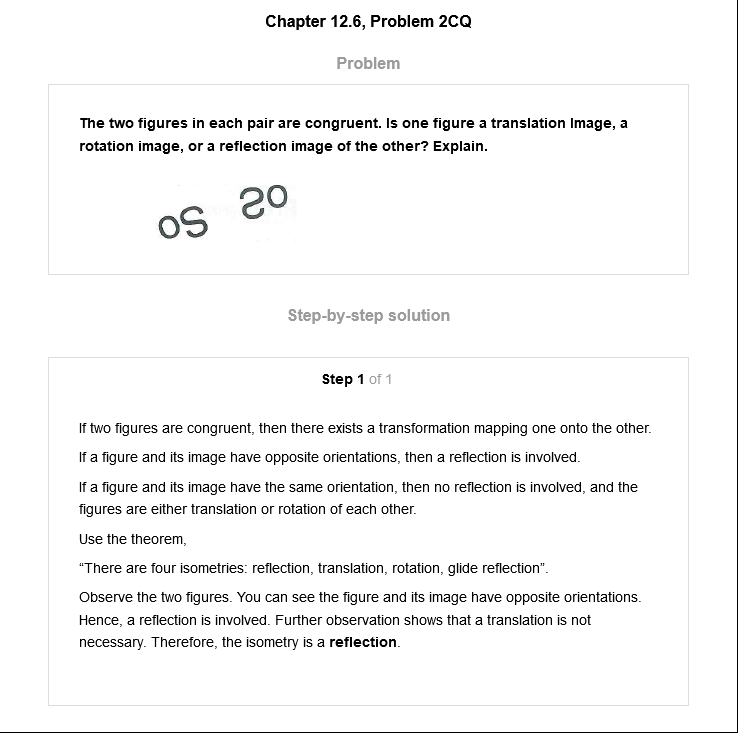 Chapter 12.6, Problem 2CQ
Problem
The two figures in each pair are congruent. Is one figure a translation Image, a
rotation image, or a reflection image of the other? Explain.
oS So
Step-by-step solution
Step 1 of 1
If two figures are congruent, then there exists a transformation mapping one onto the other.
If a figure and its image have opposite orientations, then a reflection is involved.
If a figure and its image have the same orientation, then no reflection is involved, and the
figures are either translation or rotation of each other.
Use the theorem,
“There are four isometries: reflection, translation, rotation, glide reflection”.
Observe the two figures. You can see the figure and its image have opposite orientations.
Hence, a reflection is involved. Further observation shows that a translation is not
necessary. Therefore, the isometry is a reflection.